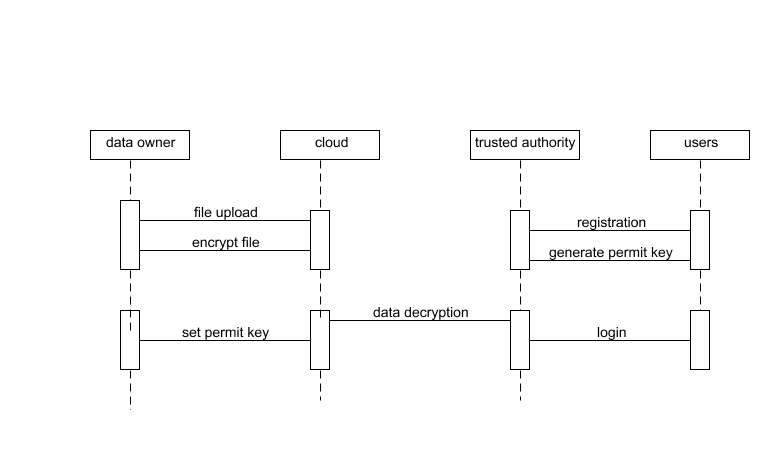 data owner
cloud
trusted authority
users
file upload
registration
encrypt file
generate permit key
data decryption
set permit key
login